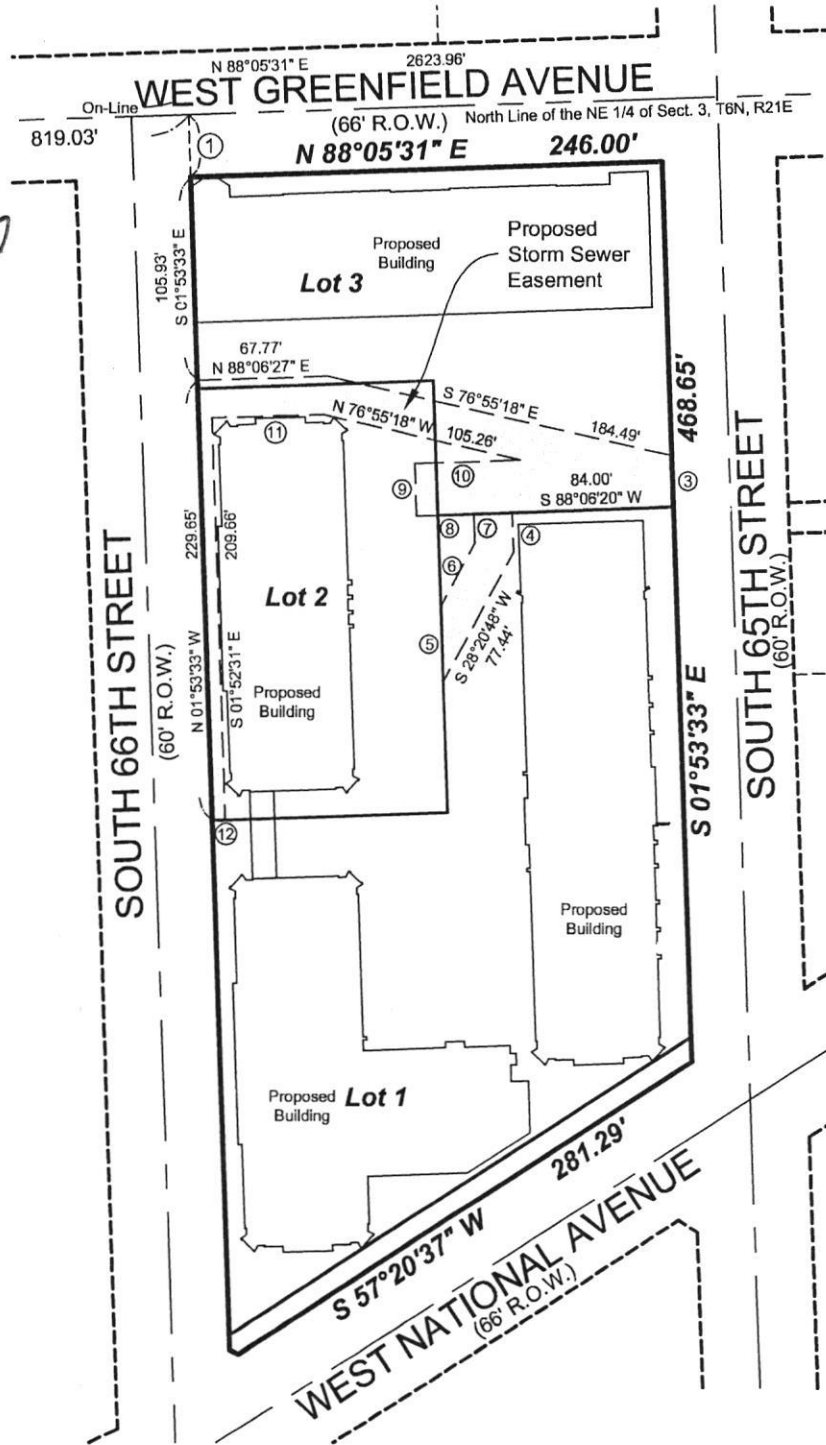 N 88°05'31" E 2623.96'
WEST GREENFIELD AVENUE
On-Line
819.03'
(66' R.O.W.)
North Line of the NE 1/4 of Sect. 3, T6N, R21E
①
N 88°05'31" E 246.00'
105.93'
S 01°53'33" E
Proposed
Building
Lot 3
Proposed
Storm Sewer
Easement
67.77'
N 88°06'27" E
S 76°55'18" E
184.49'
N 76°55'18" W
105.26'
468.65'
⑪
⑩
⑨
84.00'
S 88°06'20" W
③
⑧
⑦
④
⑥
⑤
S 28°20'48" W
77.44'
229.65'
209.66'
N 01°53'33" W
S 01°52'31" E
Lot 2
Proposed
Building
SOUTH 66TH STREET
(60' R.O.W.)
SOUTH 65TH STREET
(60' R.O.W.)
S 01°53'33" E
⑫
Proposed
Building
Proposed
Building
Lot 1
281.29'
S 57°20'37" W
WEST NATIONAL AVENUE
(66' R.O.W.)